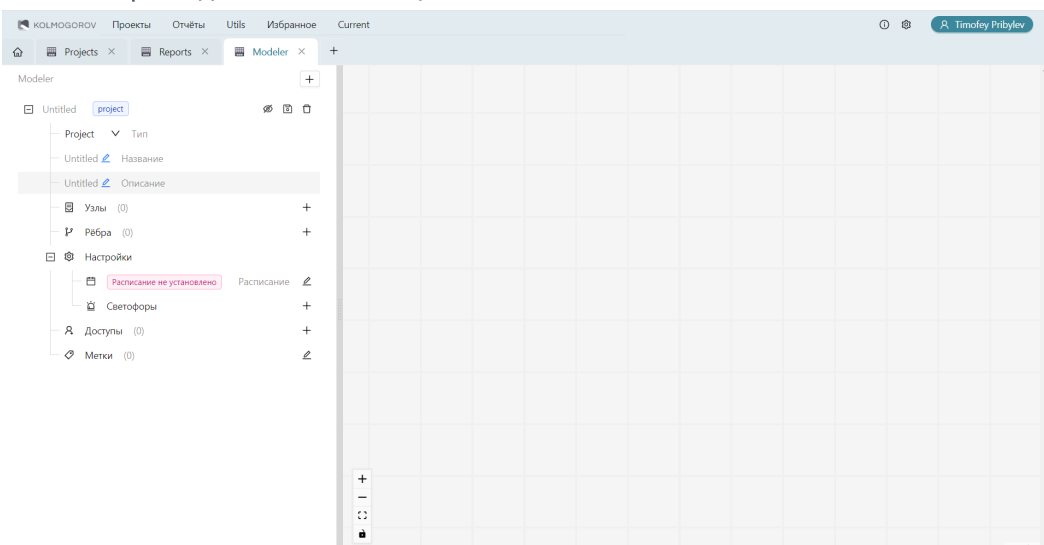 KOLMOGOROV Проекты Отчёты Utils Избранное Current Timofey Pribylev
Projects Reports Modeler
Modeler
Untitled project
Project Тип
Untitled Название
Untitled Описание
Узлы (0)
Рёбра (0)
Настройки
Расписание не установлено Расписание
Светофоры
Доступы (0)
Метки (0)